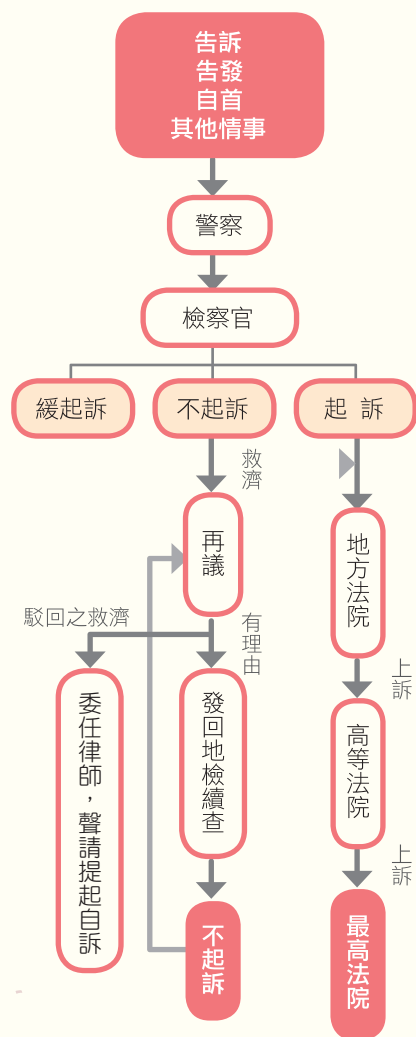 告訴
告發
自首
其他情事
警察
檢察官
緩起訴
不起訴
起 訴
救濟
再議
地方法院
駁回之救濟
有理由
上訴
委任律師，聲請提起自訴
發回地檢續查
高等法院
上訴
不起訴
最高法院